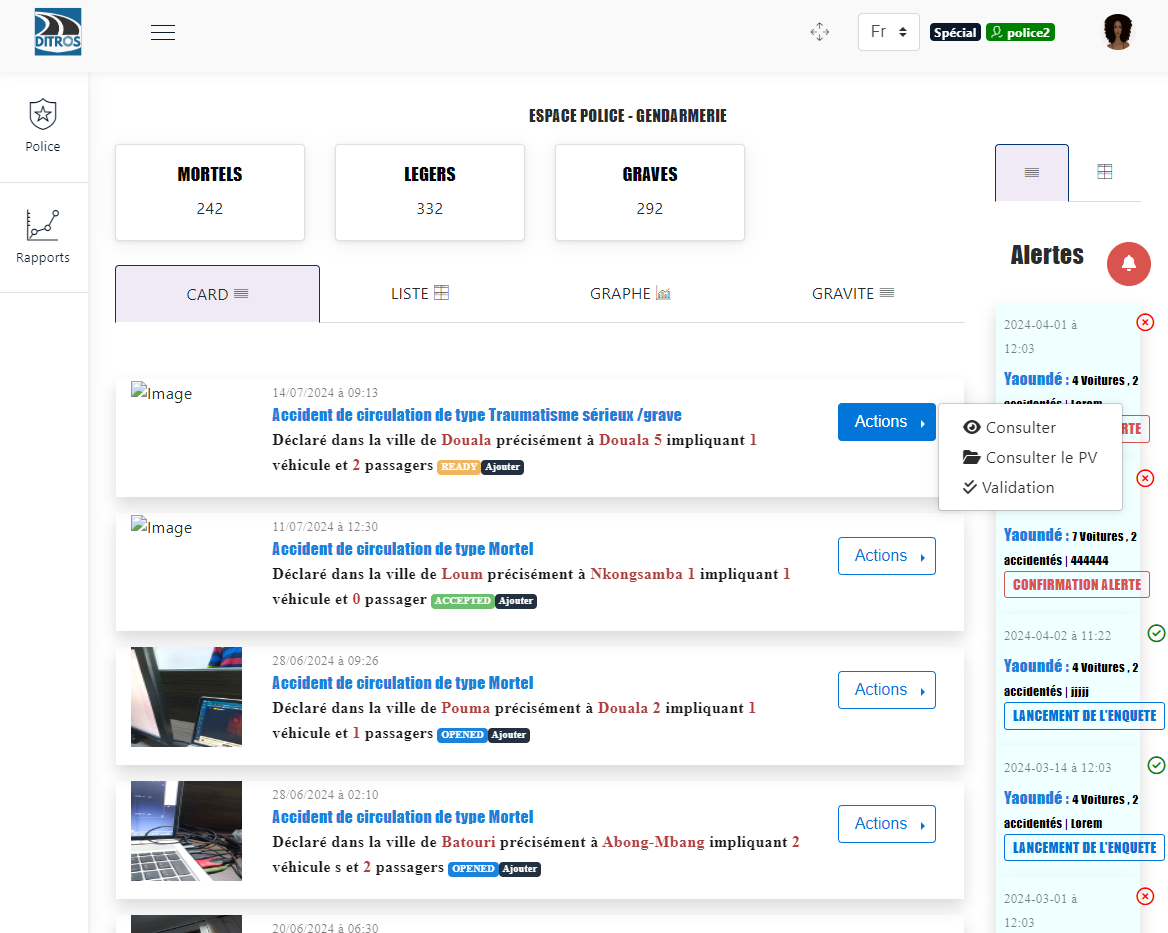 DITROS
Fr
Spécial
police2
Police
Rapports
ESPACE POLICE - GENDARMERIE
MORTELS
242
LEGERS
332
GRAVES
292
CARD
LISTE
GRAPHE
GRAVITE
Image
14/07/2024 à 09:13
Accident de circulation de type Traumatisme sérieux /grave
Déclaré dans la ville de Douala précisément à Douala 5 impliquant 1
véhicule et 2 passagers READY Ajouter
Actions
Consulter
Consulter le PV
Validation
Image
11/07/2024 à 12:30
Accident de circulation de type Mortel
Déclaré dans la ville de Loum précisément à Nkongsamba 1 impliquant 1
véhicule et 0 passager ACCEPTED Ajouter
Actions
28/06/2024 à 09:26
Accident de circulation de type Mortel
Déclaré dans la ville de Pouma précisément à Douala 2 impliquant 1
véhicule et 1 passagers OPENED Ajouter
Actions
28/06/2024 à 02:10
Accident de circulation de type Mortel
Déclaré dans la ville de Batouri précisément à Abong-Mbang impliquant 2
véhicule s et 2 passagers OPENED Ajouter
Actions
20/06/2024 à 06:30
Alertes
2024-04-01 à
12:03
Yaoundé : 4 Voitures , 2
accidentés | Lorem
RTE
Yaoundé : 7 Voitures , 2
accidentés | 444444
CONFIRMATION ALERTE
2024-04-02 à 11:22
Yaoundé : 4 Voitures , 2
accidentés | jjjjj
LANCEMENT DE L'ENQUETE
2024-03-14 à 12:03
Yaoundé : 4 Voitures , 2
accidentés | Lorem
LANCEMENT DE L'ENQUETE
2024-03-01 à
12:03